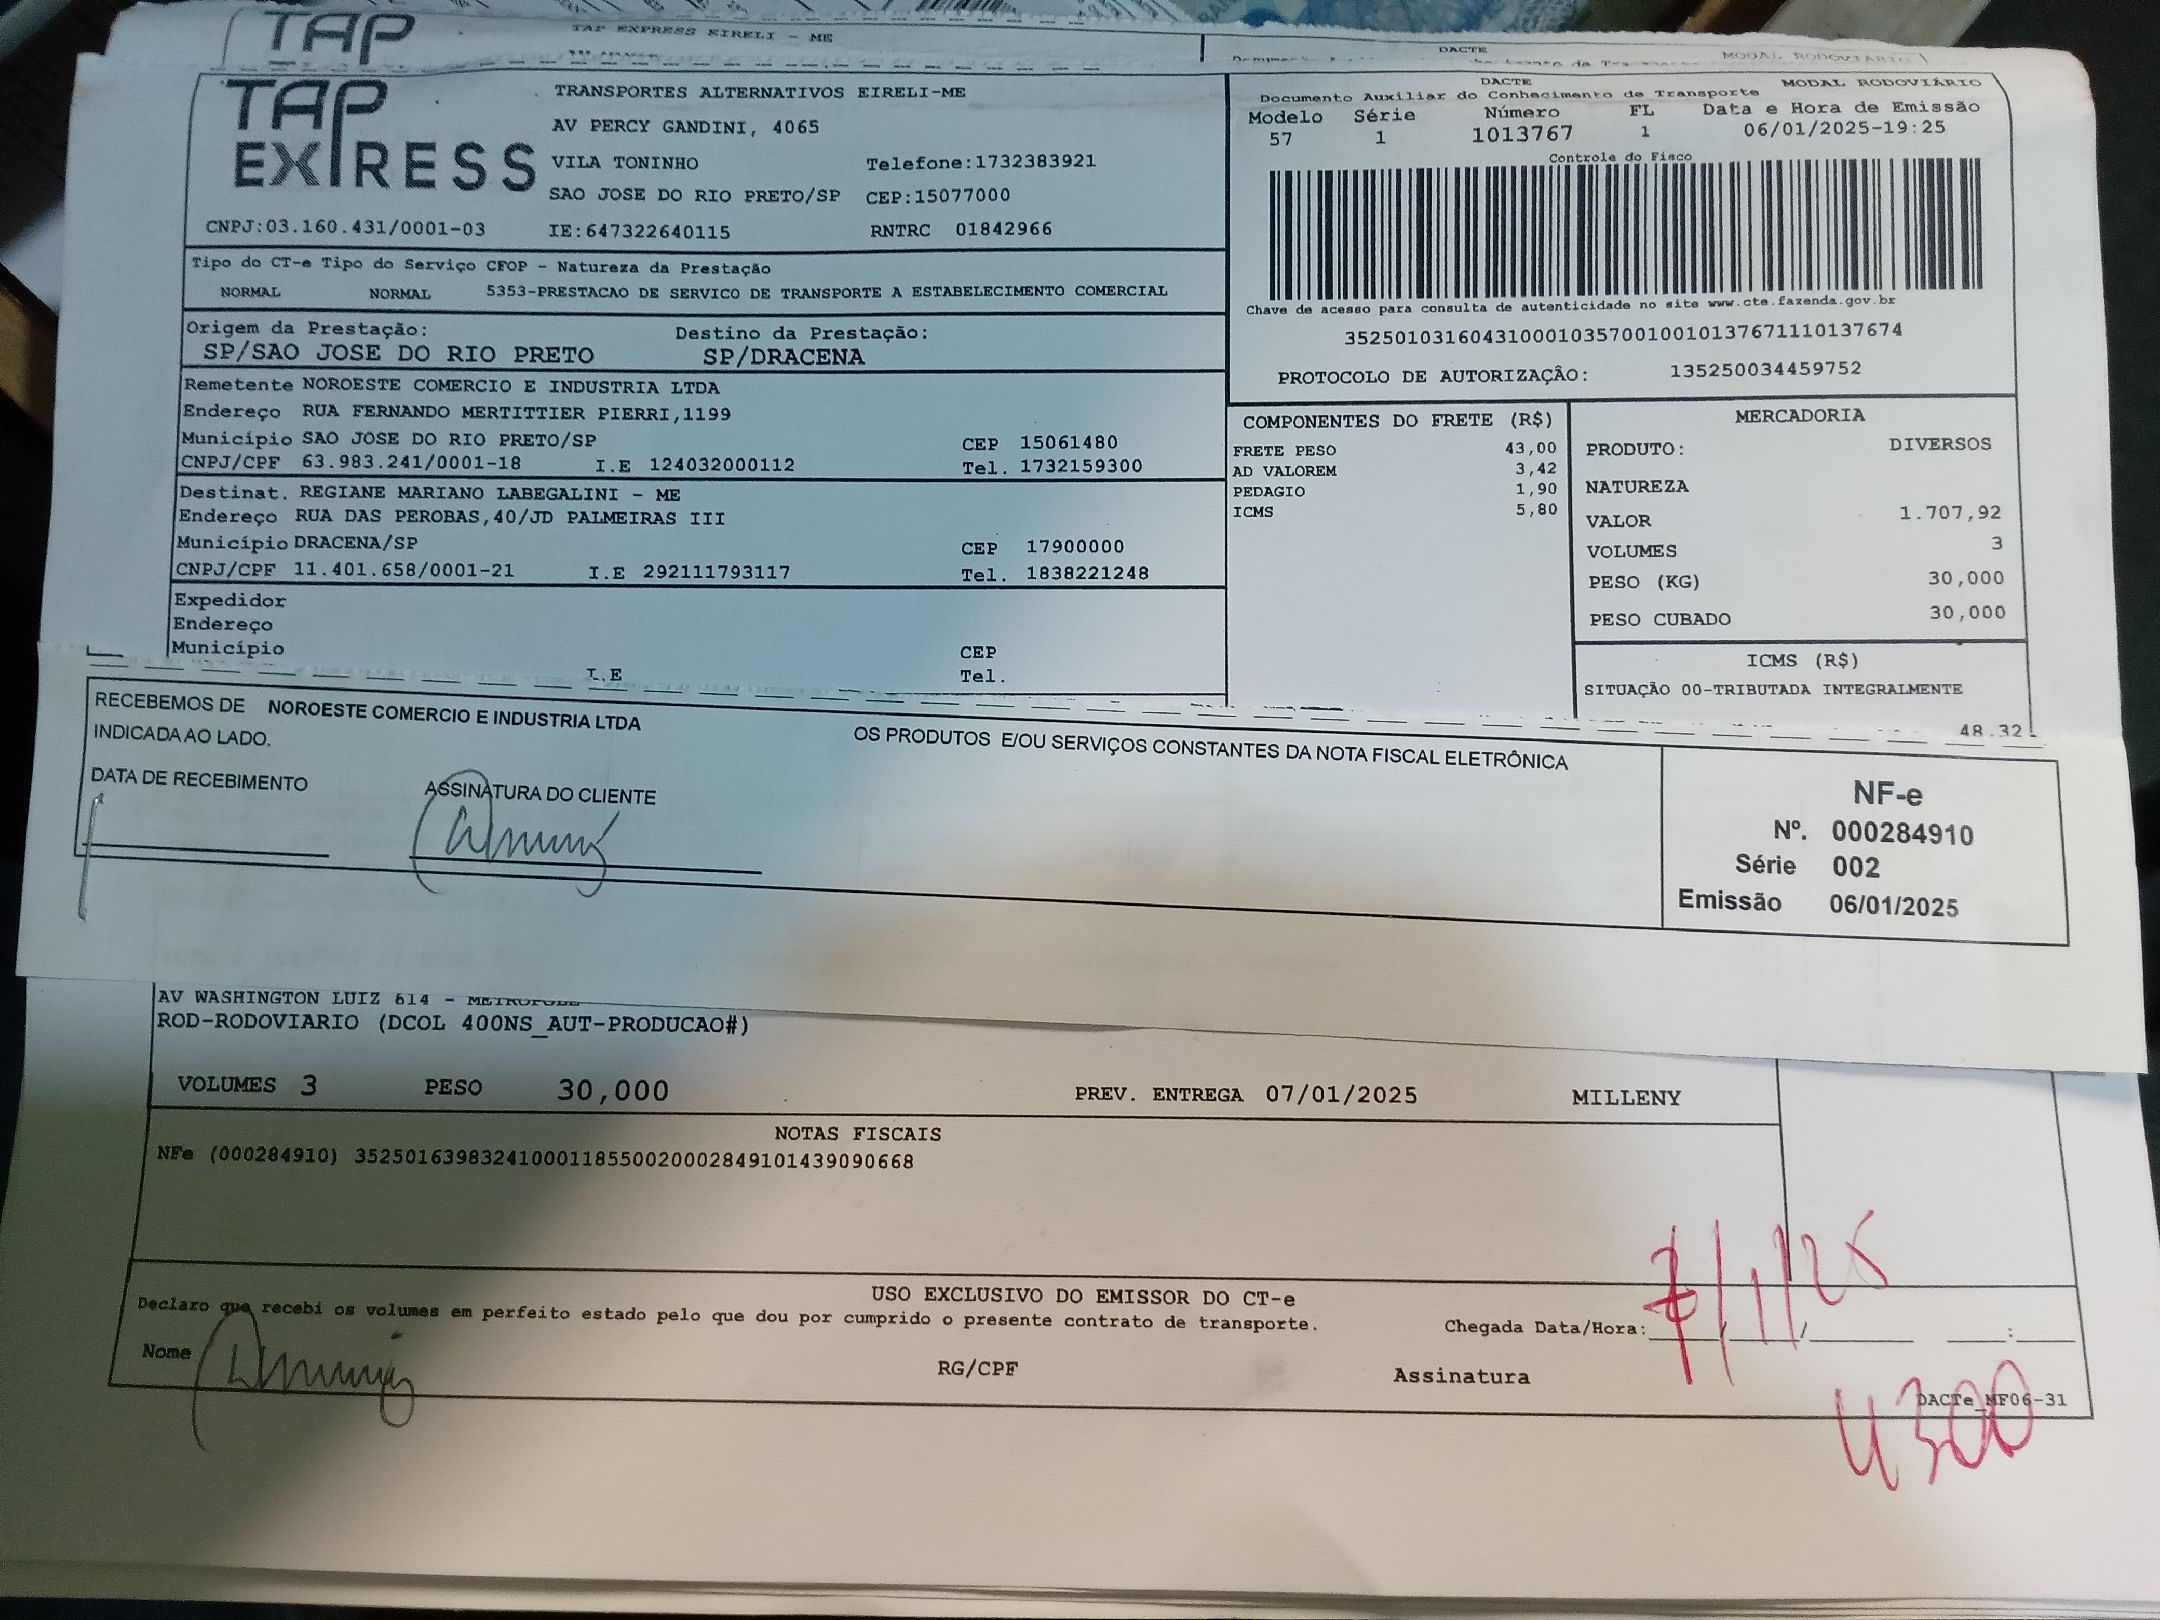 TAP
TAP EXPRESS EIRELI - ME
DACTE
MODAL RODOVIÁRIO
TAP EXPRESS
TRANSPORTES ALTERNATIVOS EIRELI-ME
AV PERCY GANDINI, 4065
VILA TONINHO Telefone:1732383921
SAO JOSE DO RIO PRETO/SP CEP:15077000
CNPJ:03.160.431/0001-03 IE:647322640115 RNTRC 01842966
DACTE MODAL RODOVIÁRIO
Documento Auxiliar do Conhecimento de Transporte
Modelo Série Número FL Data e Hora de Emissão
57 1 1013767 1 06/01/2025-19:25
Controle do Fisco
Chave de acesso para consulta de autenticidade no site www.cte.fazenda.gov.br
35250103160431000103570010010137671110137674
PROTOCOLO DE AUTORIZAÇÃO: 135250034459752
Tipo do CT-e Tipo do Serviço CFOP - Natureza da Prestação
NORMAL NORMAL 5353-PRESTACAO DE SERVICO DE TRANSPORTE A ESTABELECIMENTO COMERCIAL
Origem da Prestação: Destino da Prestação:
SP/SAO JOSE DO RIO PRETO SP/DRACENA
Remetente NOROESTE COMERCIO E INDUSTRIA LTDA
Endereço RUA FERNANDO MERTITTIER PIERRI,1199
Município SAO JOSE DO RIO PRETO/SP CEP 15061480
CNPJ/CPF 63.983.241/0001-18 I.E 124032000112 Tel. 1732159300
Destinat. REGIANE MARIANO LABEGALINI - ME
Endereço RUA DAS PEROBAS,40/JD PALMEIRAS III
Município DRACENA/SP CEP 17900000
CNPJ/CPF 11.401.658/0001-21 I.E 292111793117 Tel. 1838221248
Expedidor
Endereço
Município CEP
I.E Tel.
COMPONENTES DO FRETE (R$)
FRETE PESO 43,00
AD VALOREM 3,42
PEDAGIO 1,90
ICMS 5,80
MERCADORIA
PRODUTO: DIVERSOS
NATUREZA
VALOR 1.707,92
VOLUMES 3
PESO (KG) 30,000
PESO CUBADO 30,000
ICMS (R$)
SITUAÇÃO 00-TRIBUTADA INTEGRALMENTE
48.32
RECEBEMOS DE NOROESTE COMERCIO E INDUSTRIA LTDA OS PRODUTOS E/OU SERVIÇOS CONSTANTES DA NOTA FISCAL ELETRÔNICA
INDICADA AO LADO.
DATA DE RECEBIMENTO ASSINATURA DO CLIENTE
NF-e
Nº. 000284910
Série 002
Emissão 06/01/2025
AV WASHINGTON LUIZ 614 - METROPOLE
ROD-RODOVIARIO (DCOL 400NS_AUT-PRODUCAO#)
VOLUMES 3 PESO 30,000 PREV. ENTREGA 07/01/2025 MILLENY
NOTAS FISCAIS
NFe (000284910) 35250163983241000118550020002849101439090668
USO EXCLUSIVO DO EMISSOR DO CT-e
Declaro que recebi os volumes em perfeito estado pelo que dou por cumprido o presente contrato de transporte.
Chegada Data/Hora: 7/1/25
Nome RG/CPF Assinatura
DACTe_MF06-31
4300